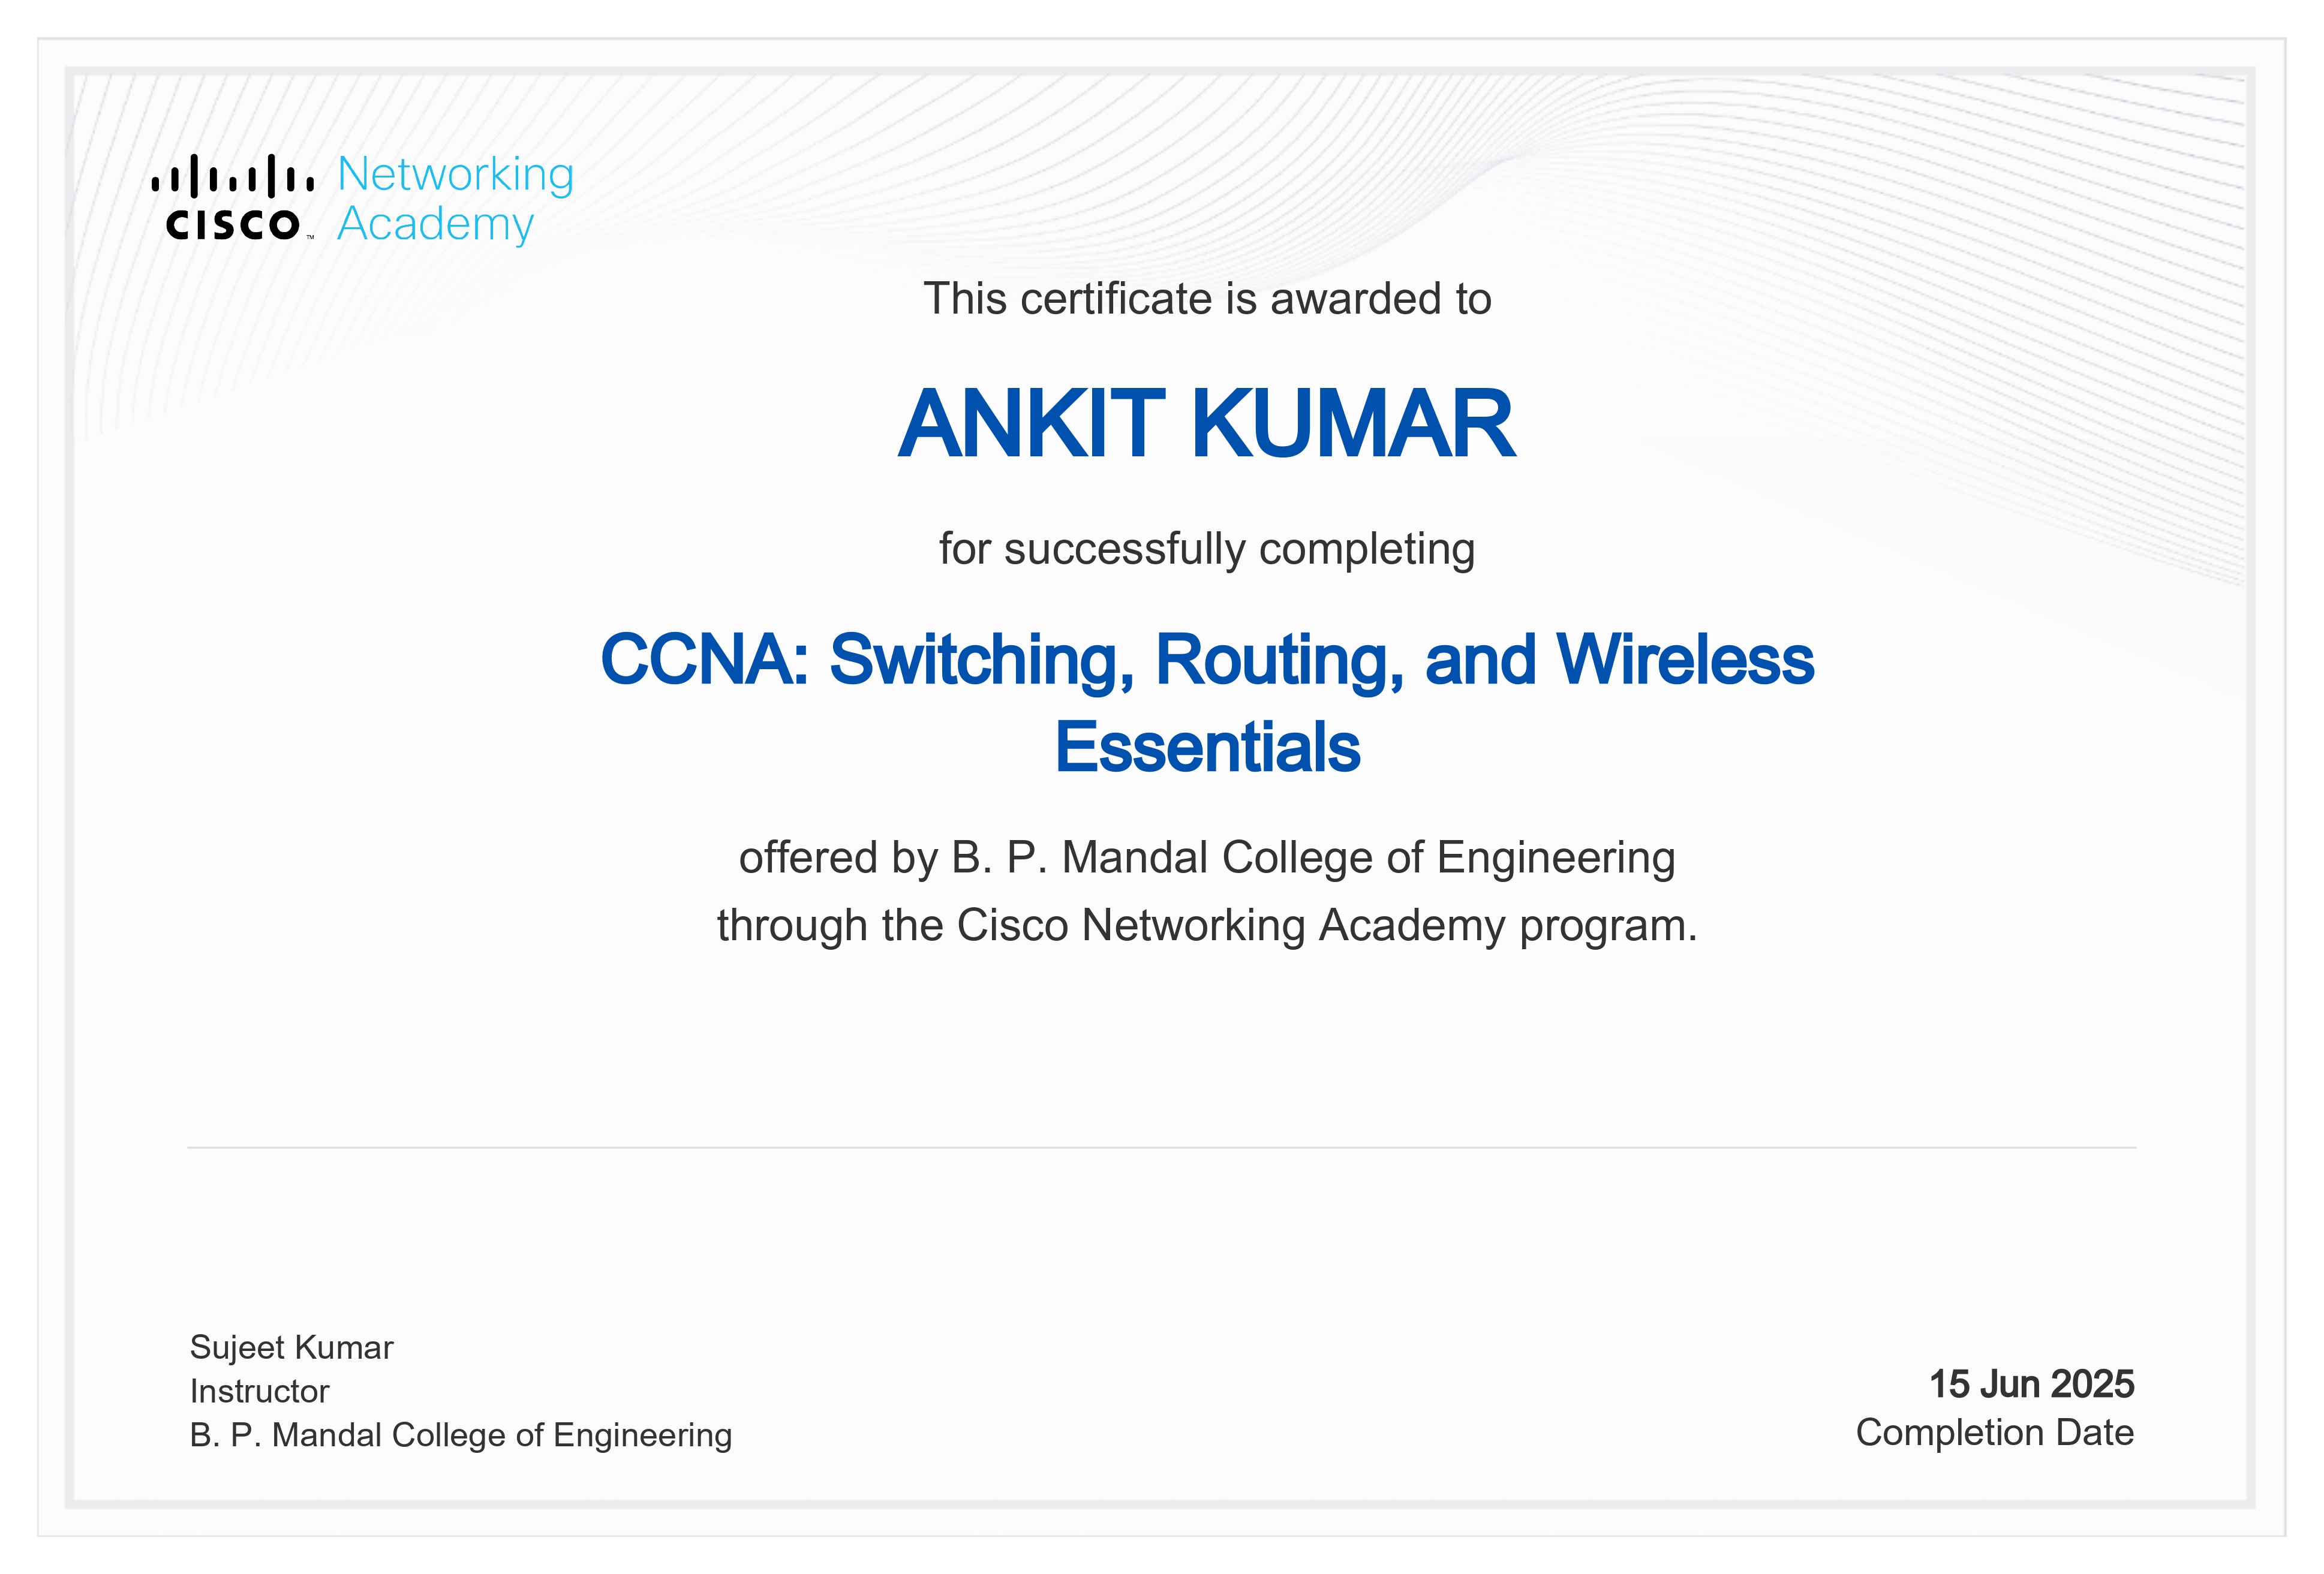 CISCO™
Networking
Academy
This certificate is awarded to
ANKIT KUMAR
for successfully completing
CCNA: Switching, Routing, and Wireless
Essentials
offered by B. P. Mandal College of Engineering
through the Cisco Networking Academy program.
Sujeet Kumar
Instructor
B. P. Mandal College of Engineering
15 Jun 2025
Completion Date